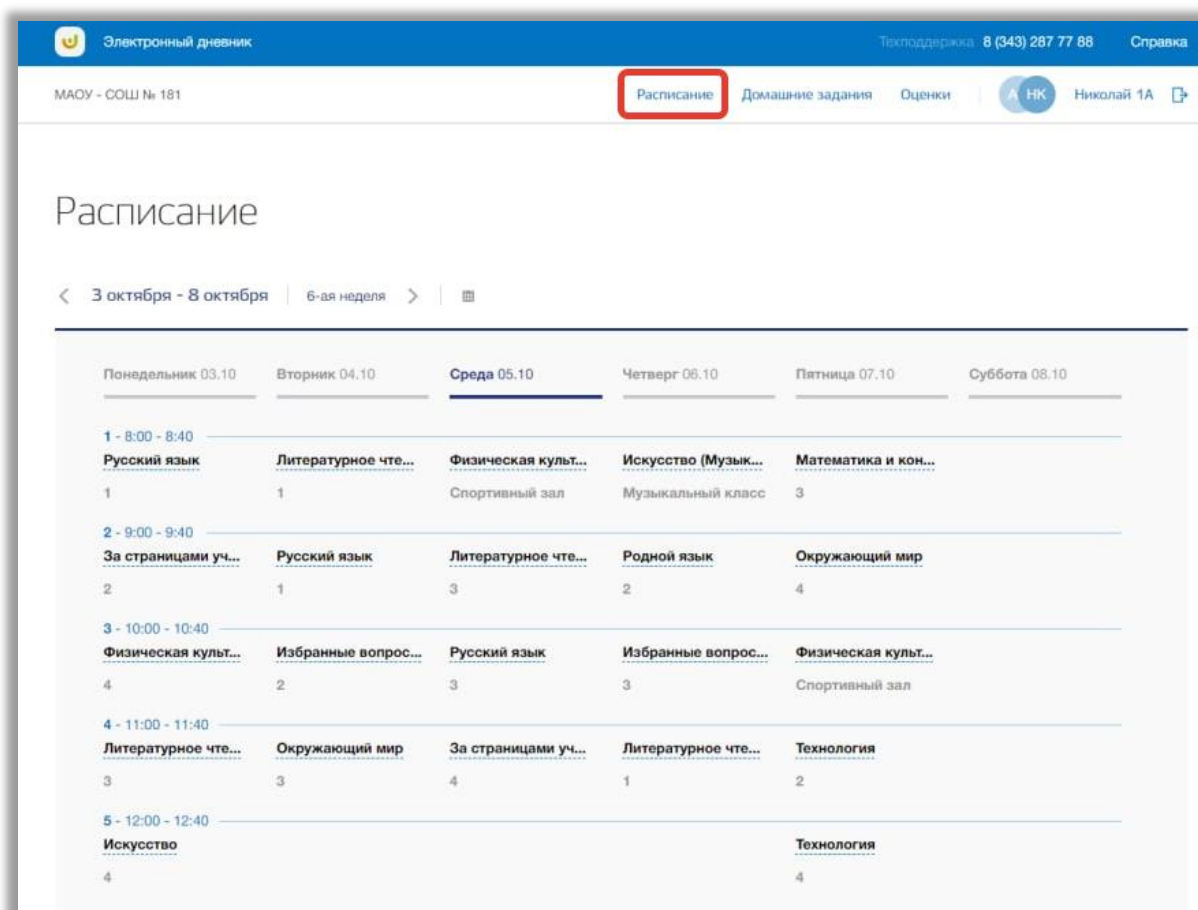 Электронный дневник Техподдержка 8 (343) 287 77 88 Справка
МАОУ - СОШ № 181 Расписание Домашние задания Оценки А НК Николай 1А
Расписание
3 октября - 8 октября 6-ая неделя
Понедельник 03.10 Вторник 04.10 Среда 05.10 Четверг 06.10 Пятница 07.10 Суббота 08.10
1 - 8:00 - 8:40
Русский язык Литературное чте... Физическая культ... Искусство (Музык... Математика и кон...
1 1 Спортивный зал Музыкальный класс 3
2 - 9:00 - 9:40
За страницами уч... Русский язык Литературное чте... Родной язык Окружающий мир
2 1 3 2 4
3 - 10:00 - 10:40
Физическая культ... Избранные вопрос... Русский язык Избранные вопрос... Физическая культ...
4 2 3 3 Спортивный зал
4 - 11:00 - 11:40
Литературное чте... Окружающий мир За страницами уч... Литературное чте... Технология
3 3 4 1 2
5 - 12:00 - 12:40
Искусство Технология
4 4